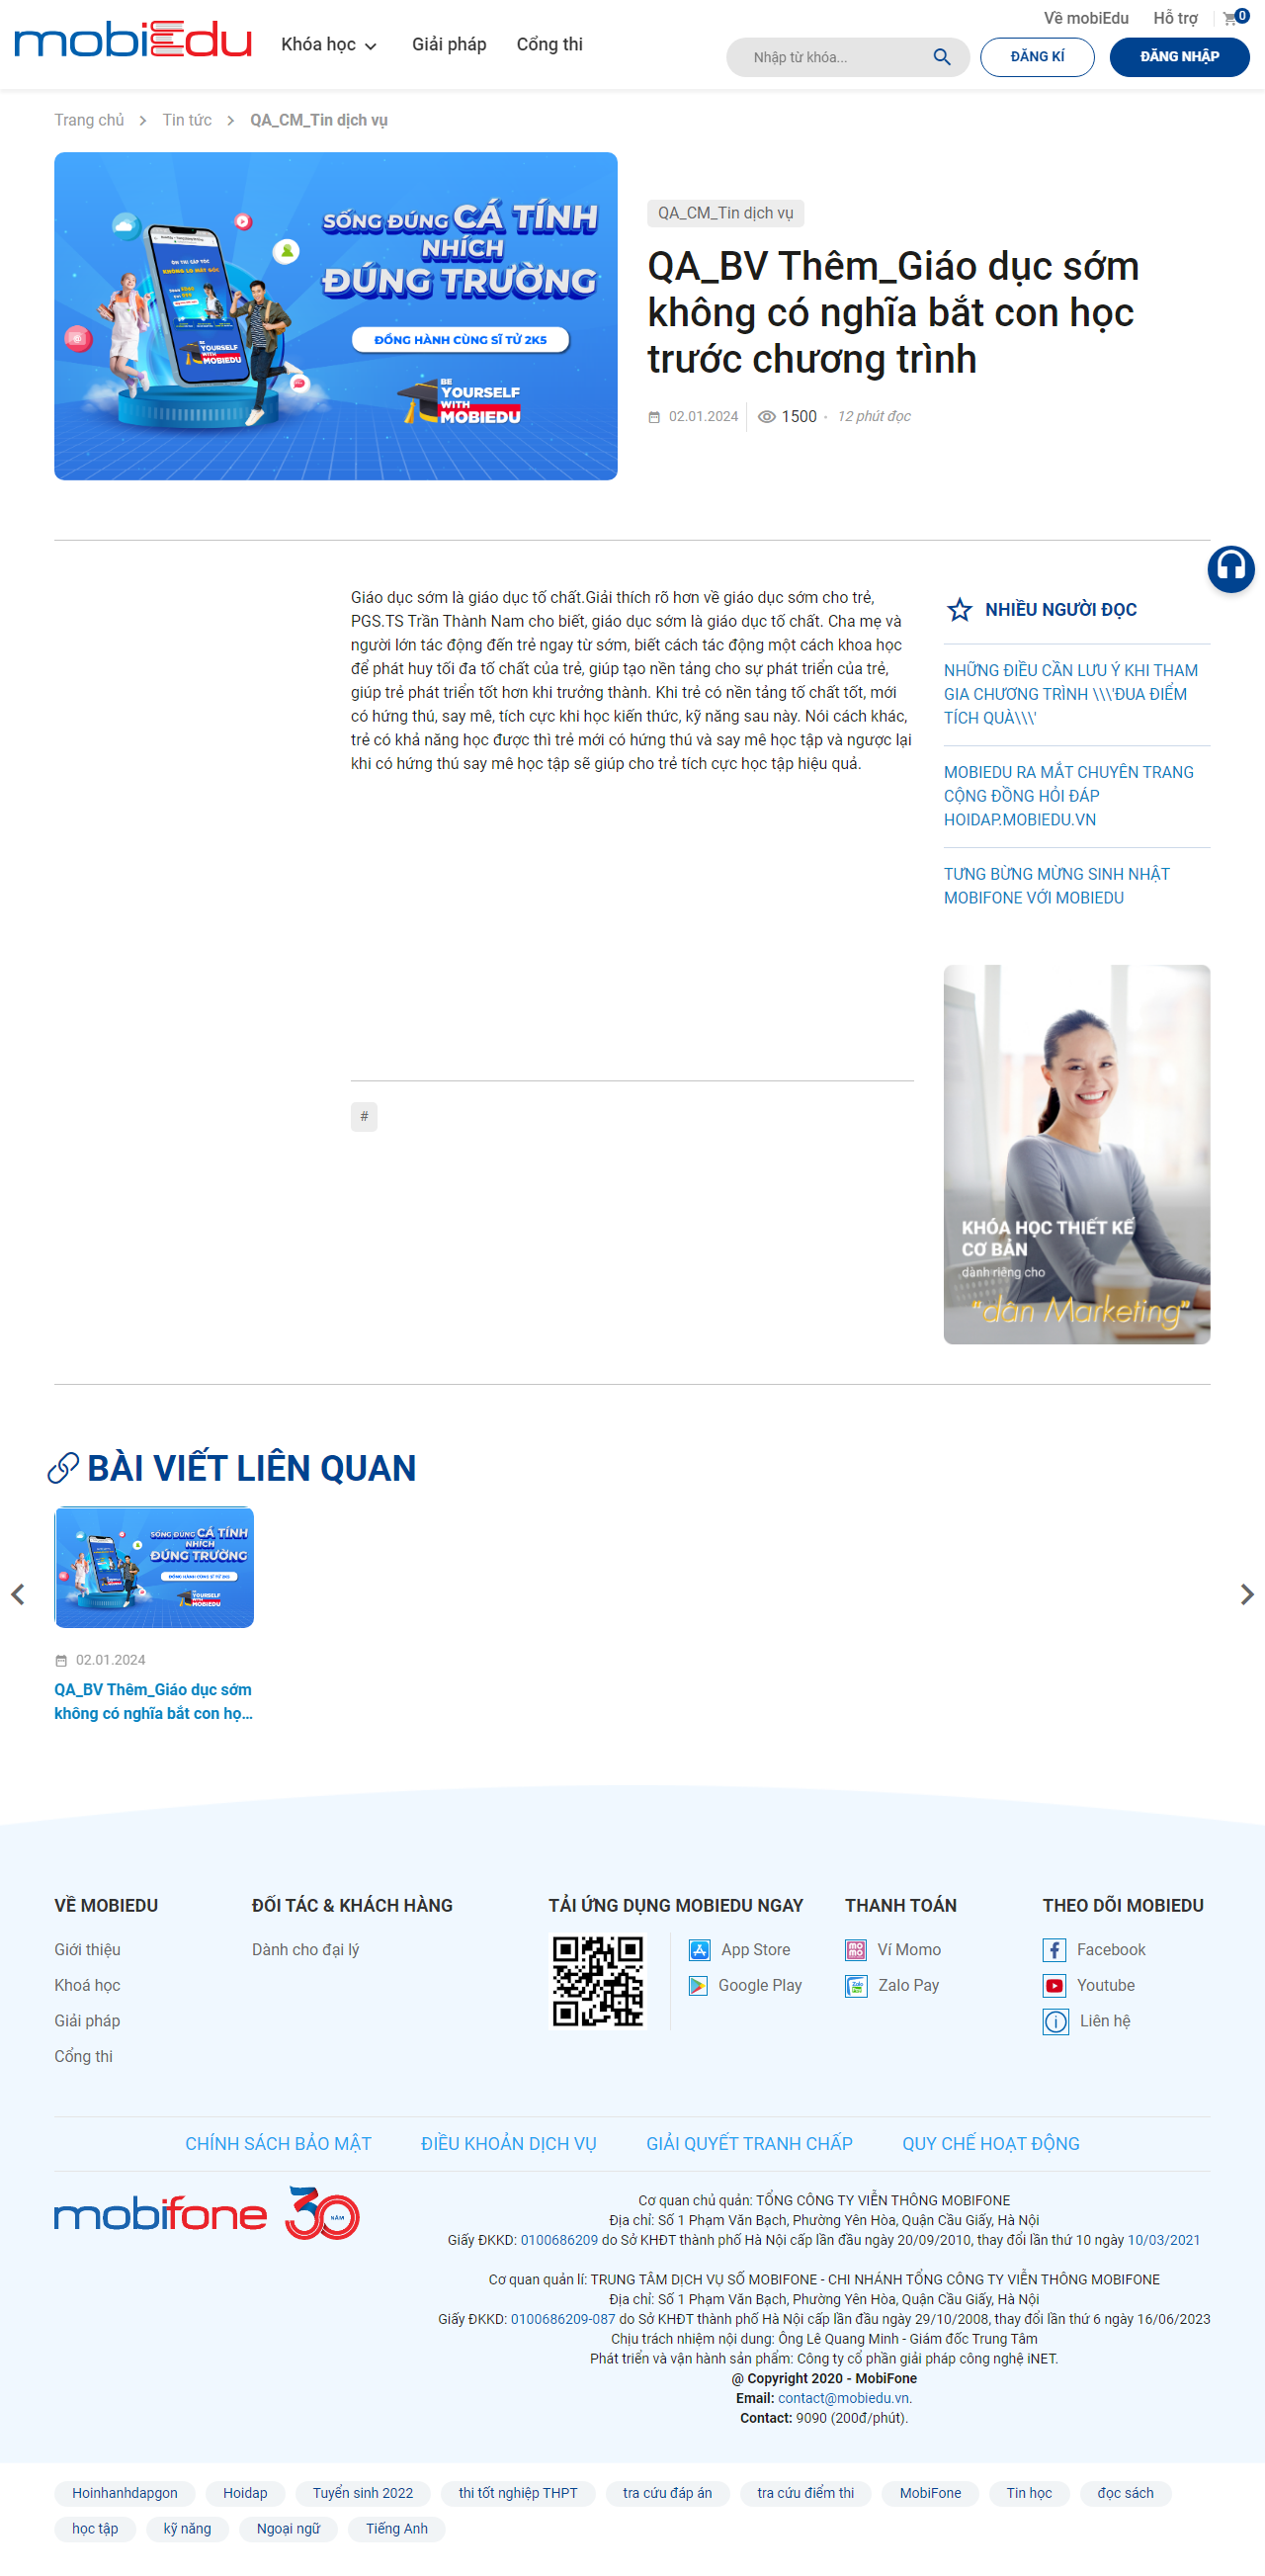 Về mobiEdu Hỗ trợ 0
mobiEdu Khóa học Giải pháp Cổng thi Nhập từ khóa... ĐĂNG KÍ ĐĂNG NHẬP
Trang chủ Tin tức QA_CM_Tin dịch vụ
SỐNG ĐÚNG CÁ TÍNH
NHÍCH
ĐÚNG TRƯỜNG
ĐỒNG HÀNH CÙNG SĨ TỬ 2K5
BE
YOURSELF
WITH
MOBIEDU
QA_CM_Tin dịch vụ
QA_BV Thêm_Giáo dục sớm
không có nghĩa bắt con học
trước chương trình
02.01.2024 1500 • 12 phút đọc
Giáo dục sớm là giáo dục tố chất.Giải thích rõ hơn về giáo dục sớm cho trẻ,
PGS.TS Trần Thành Nam cho biết, giáo dục sớm là giáo dục tố chất. Cha mẹ và
người lớn tác động đến trẻ ngay từ sớm, biết cách tác động một cách khoa học
để phát huy tối đa tố chất của trẻ, giúp tạo nền tảng cho sự phát triển của trẻ,
giúp trẻ phát triển tốt hơn khi trưởng thành. Khi trẻ có nền tảng tố chất tốt, mới
có hứng thú, say mê, tích cực khi học kiến thức, kỹ năng sau này. Nói cách khác,
trẻ có khả năng học được thì trẻ mới có hứng thú và say mê học tập và ngược lại
khi có hứng thú say mê học tập sẽ giúp cho trẻ tích cực học tập hiệu quả.
#
NHIỀU NGƯỜI ĐỌC
NHỮNG ĐIỀU CẦN LƯU Ý KHI THAM
GIA CHƯƠNG TRÌNH \\\'ĐUA ĐIỂM
TÍCH QUÀ\\\'
MOBIEDU RA MẮT CHUYÊN TRANG
CỘNG ĐỒNG HỎI ĐÁP
HOIDAP.MOBIEDU.VN
TƯNG BỪNG MỪNG SINH NHẬT
MOBIFONE VỚI MOBIEDU
KHÓA HỌC THIẾT KẾ
CƠ BẢN
dành riêng cho
"dân Marketing"
BÀI VIẾT LIÊN QUAN
SỐNG ĐÚNG CÁ TÍNH
NHÍCH
ĐÚNG TRƯỜNG
ĐỒNG HÀNH CÙNG SĨ TỬ 2K5
YOURSELF
MOBIEDU
02.01.2024
QA_BV Thêm_Giáo dục sớm
không có nghĩa bắt con họ...
VỀ MOBIEDU
Giới thiệu
Khoá học
Giải pháp
Cổng thi
ĐỐI TÁC & KHÁCH HÀNG
Dành cho đại lý
TẢI ỨNG DỤNG MOBIEDU NGAY
App Store
Google Play
THANH TOÁN
Ví Momo
Zalo Pay
THEO DÕI MOBIEDU
Facebook
Youtube
Liên hệ
CHÍNH SÁCH BẢO MẬT ĐIỀU KHOẢN DỊCH VỤ GIẢI QUYẾT TRANH CHẤP QUY CHẾ HOẠT ĐỘNG
mobifone 30 NĂM
Cơ quan chủ quản: TỔNG CÔNG TY VIỄN THÔNG MOBIFONE
Địa chỉ: Số 1 Phạm Văn Bạch, Phường Yên Hòa, Quận Cầu Giấy, Hà Nội
Giấy ĐKKD: 0100686209 do Sở KHĐT thành phố Hà Nội cấp lần đầu ngày 20/09/2010, thay đổi lần thứ 10 ngày 10/03/2021
Cơ quan quản lí: TRUNG TÂM DỊCH VỤ SỐ MOBIFONE - CHI NHÁNH TỔNG CÔNG TY VIỄN THÔNG MOBIFONE
Địa chỉ: Số 1 Phạm Văn Bạch, Phường Yên Hòa, Quận Cầu Giấy, Hà Nội
Giấy ĐKKD: 0100686209-087 do Sở KHĐT thành phố Hà Nội cấp lần đầu ngày 29/10/2008, thay đổi lần thứ 6 ngày 16/06/2023
Chịu trách nhiệm nội dung: Ông Lê Quang Minh - Giám đốc Trung Tâm
Phát triển và vận hành sản phẩm: Công ty cổ phần giải pháp công nghệ iNET.
@ Copyright 2020 - MobiFone
Email: contact@mobiedu.vn.
Contact: 9090 (200đ/phút).
Hoinhanhdapgon Hoidap Tuyển sinh 2022 thi tốt nghiệp THPT tra cứu đáp án tra cứu điểm thi MobiFone Tin học đọc sách
học tập kỹ năng Ngoại ngữ Tiếng Anh